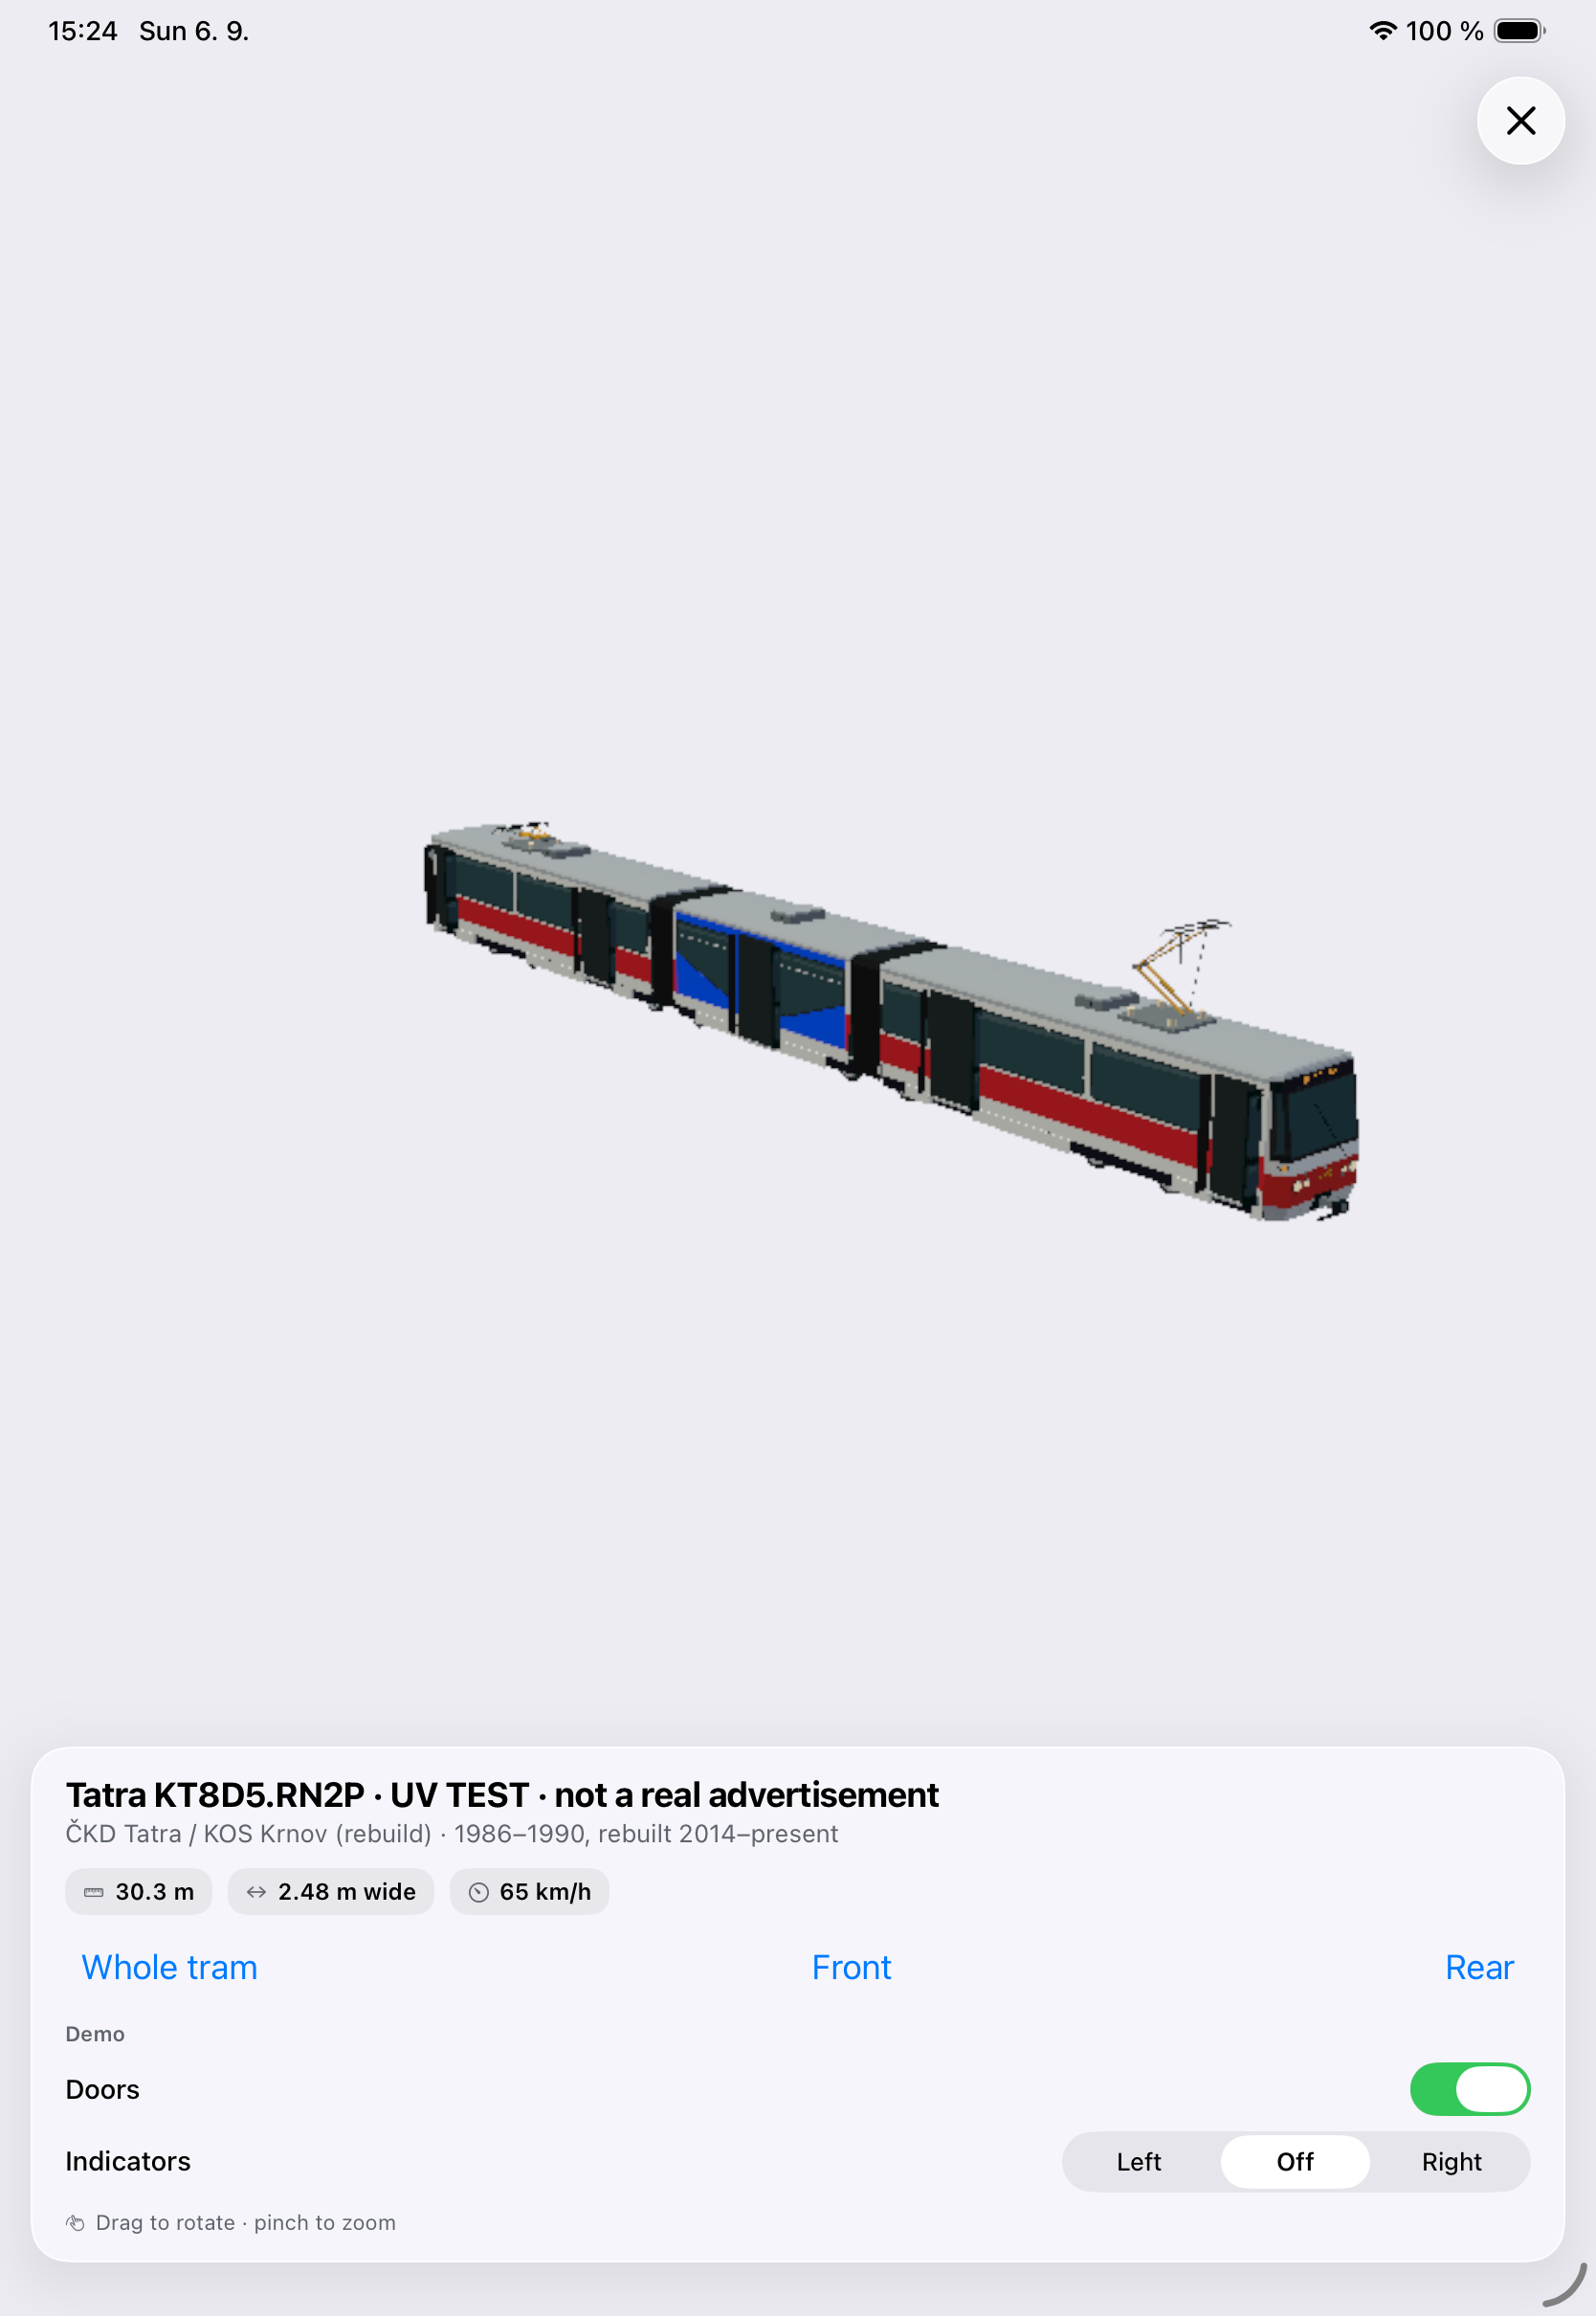 15:24 Sun 6. 9.
100 %
Tatra KT8D5.RN2P · UV TEST · not a real advertisement
ČKD Tatra / KOS Krnov (rebuild) · 1986–1990, rebuilt 2014–present
30.3 m 2.48 m wide 65 km/h
Whole tram Front Rear
Demo
Doors
Indicators Left Off Right
Drag to rotate · pinch to zoom